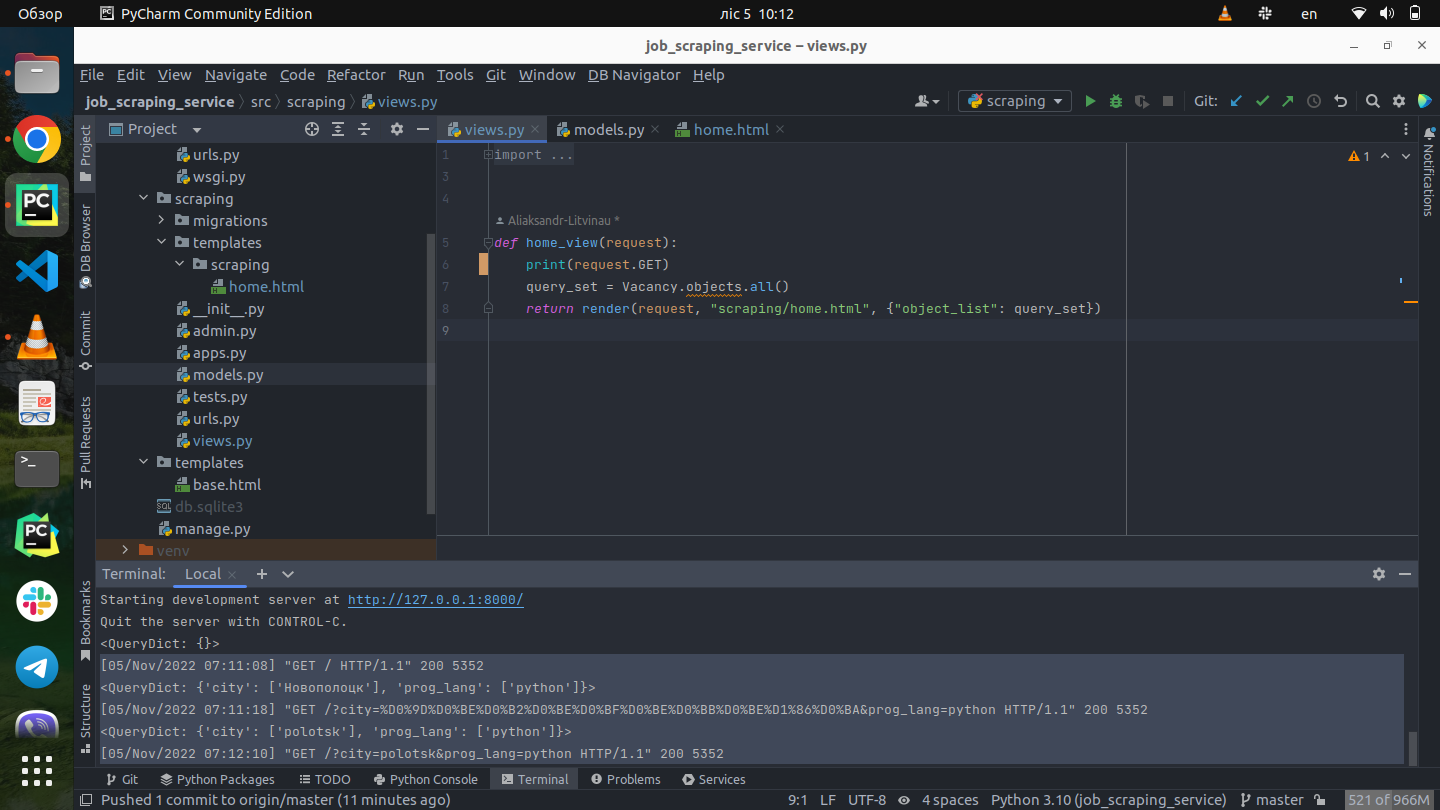 Обзор
PyCharm Community Edition
ліс 5 10:12
en
job_scraping_service – views.py
File Edit View Navigate Code Refactor Run Tools Git Window DB Navigator Help
job_scraping_service src scraping views.py
scraping
Git:
Project
views.py
models.py
home.html
Project
DB Browser
Commit
Pull Requests
Bookmarks
Structure
Notifications
urls.py
wsgi.py
scraping
migrations
templates
scraping
home.html
__init__.py
admin.py
apps.py
models.py
tests.py
urls.py
views.py
templates
base.html
db.sqlite3
manage.py
venv
1 import ...
3
4
Aliaksandr-Litvinau *
5 def home_view(request):
6 print(request.GET)
7 query_set = Vacancy.objects.all()
8 return render(request, "scraping/home.html", {"object_list": query_set})
9
1
Terminal: Local
Starting development server at http://127.0.0.1:8000/
Quit the server with CONTROL-C.
<QueryDict: {}>
[05/Nov/2022 07:11:08] "GET / HTTP/1.1" 200 5352
<QueryDict: {'city': ['Новополоцк'], 'prog_lang': ['python']}>
[05/Nov/2022 07:11:18] "GET /?city=%D0%9D%D0%BE%D0%B2%D0%BE%D0%BF%D0%BE%D0%BB%D0%BE%D1%86%D0%BA&prog_lang=python HTTP/1.1" 200 5352
<QueryDict: {'city': ['polotsk'], 'prog_lang': ['python']}>
[05/Nov/2022 07:12:10] "GET /?city=polotsk&prog_lang=python HTTP/1.1" 200 5352
Git
Python Packages
TODO
Python Console
Terminal
Problems
Services
Pushed 1 commit to origin/master (11 minutes ago)
9:1 LF UTF-8 4 spaces Python 3.10 (job_scraping_service) master 521 of 966M